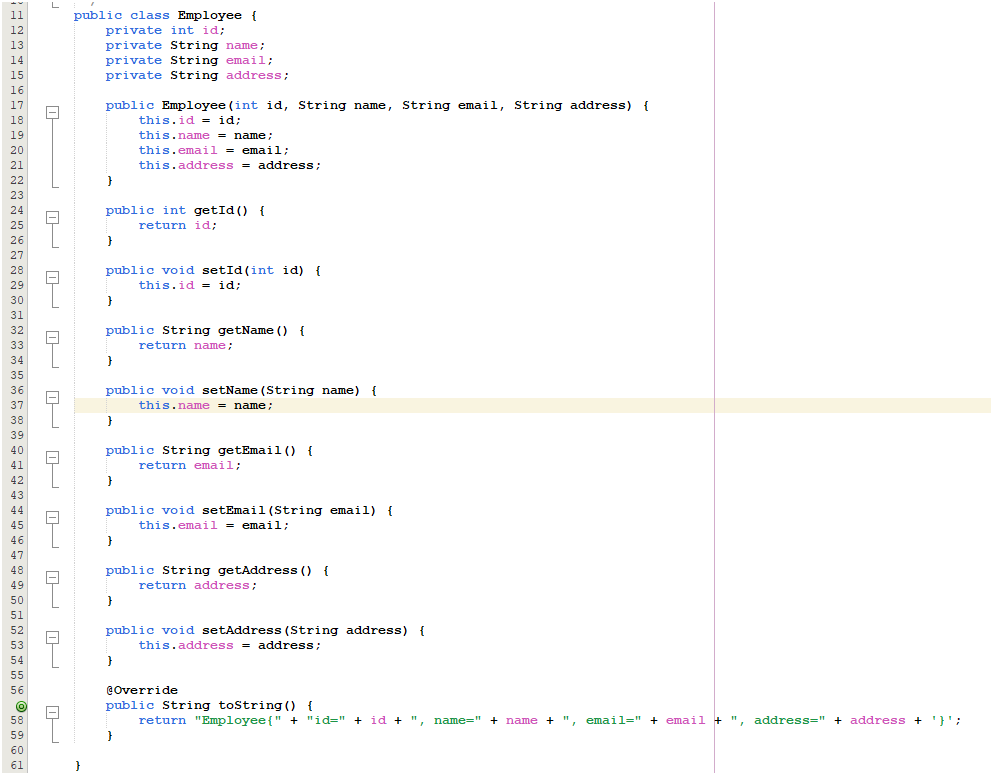 11 public class Employee {
12 private int id;
13 private String name;
14 private String email;
15 private String address;
16
17 public Employee(int id, String name, String email, String address) {
18 this.id = id;
19 this.name = name;
20 this.email = email;
21 this.address = address;
22 }
23
24 public int getId() {
25 return id;
26 }
27
28 public void setId(int id) {
29 this.id = id;
30 }
31
32 public String getName() {
33 return name;
34 }
35
36 public void setName(String name) {
37 this.name = name;
38 }
39
40 public String getEmail() {
41 return email;
42 }
43
44 public void setEmail(String email) {
45 this.email = email;
46 }
47
48 public String getAddress() {
49 return address;
50 }
51
52 public void setAddress(String address) {
53 this.address = address;
54 }
55
56 @Override
public String toString() {
58 return "Employee{" + "id=" + id + ", name=" + name + ", email=" + email + ", address=" + address + '}';
59 }
60
61 }